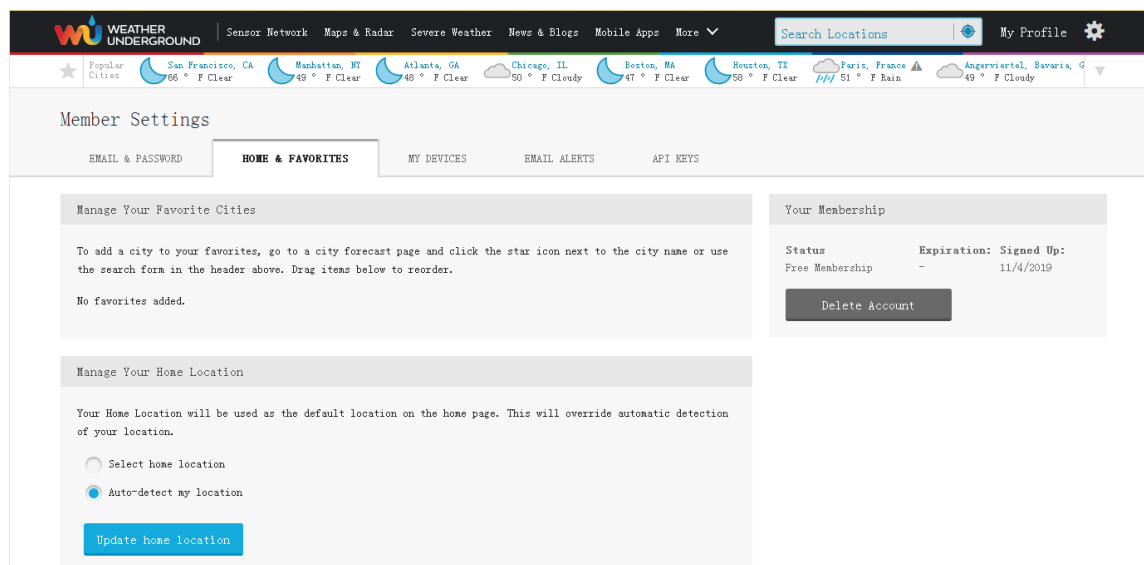 WEATHER
UNDERGROUND
Sensor Network Maps & Radar Severe Weather News & Blogs Mobile Apps More
Search Locations
My Profile
Popular
Cities
San Francisco, CA
66 ° F Clear
Manhattan, NY
49 ° F Clear
Atlanta, GA
48 ° F Clear
Chicago, IL
50 ° F Cloudy
Boston, MA
47 ° F Clear
Houston, TX
58 ° F Clear
Paris, France
51 ° F Rain
Angerviertel, Bavaria, G
49 ° F Cloudy
Member Settings
EMAIL & PASSWORD HOME & FAVORITES MY DEVICES EMAIL ALERTS API KEYS
Manage Your Favorite Cities
To add a city to your favorites, go to a city forecast page and click the star icon next to the city name or use
the search form in the header above. Drag items below to reorder.
No favorites added.
Your Membership
Status Expiration: Signed Up:
Free Membership - 11/4/2019
Delete Account
Manage Your Home Location
Your Home Location will be used as the default location on the home page. This will override automatic detection
of your location.
Select home location
Auto-detect my location
Update home location